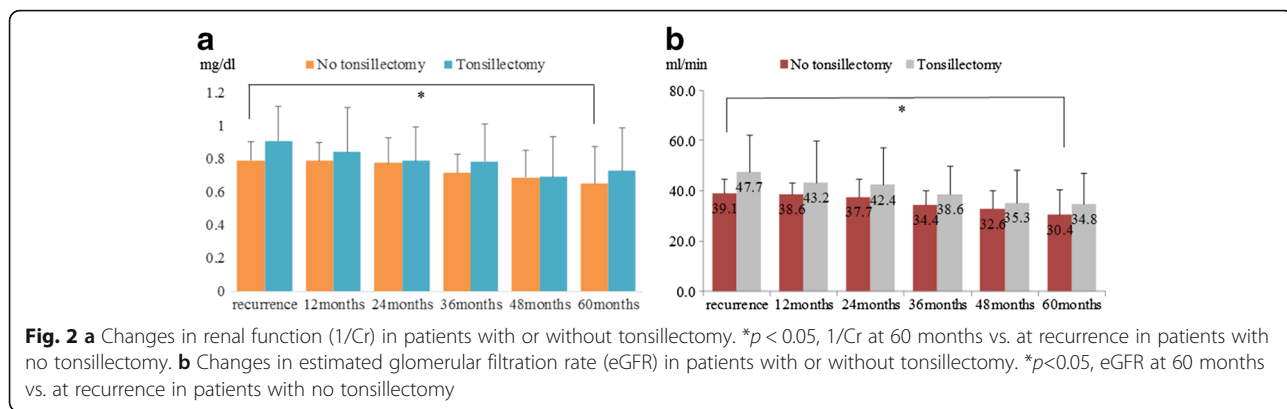 a
mg/dl
No tonsillectomy Tonsillectomy
*
1.2
1
0.8
0.6
0.4
0.2
0
recurrence 12months 24months 36months 48months 60months
b
ml/min
No tonsillectomy Tonsillectomy
*
80.0
60.0
40.0
20.0
0.0
39.1 47.7 38.6 43.2 37.7 42.4 34.4 38.6 32.6 35.3 30.4 34.8
recurrence 12months 24months 36months 48months 60months
Fig. 2 a Changes in renal function (1/Cr) in patients with or without tonsillectomy. *p < 0.05, 1/Cr at 60 months vs. at recurrence in patients with
no tonsillectomy. b Changes in estimated glomerular filtration rate (eGFR) in patients with or without tonsillectomy. *p<0.05, eGFR at 60 months
vs. at recurrence in patients with no tonsillectomy